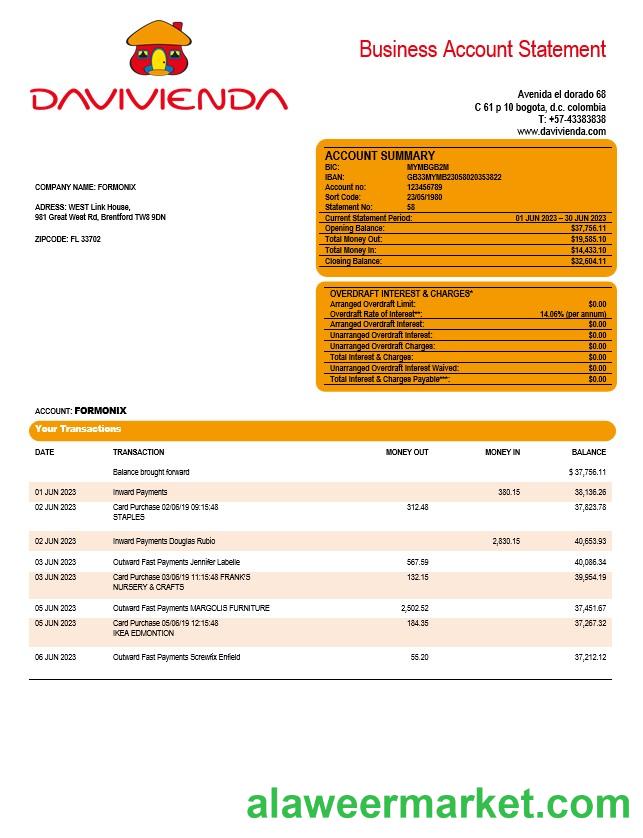 DAVIVIENDA
Business Account Statement
Avenida el dorado 68
C 61 p 10 bogota, d.c. colombia
T: +57-43383838
www.davivienda.com
COMPANY NAME: FORMONIX
ADRESS: WEST Link House,
981 Great West Rd, Brentford TW8 9DN
ZIPCODE: FL 33702
ACCOUNT SUMMARY
BIC: MYMBGB2M
IBAN: GB33MYMB23058020353822
Account no: 123456789
Sort Code: 23/05/1980
Statement No: 58
Current Statement Period: 01 JUN 2023 – 30 JUN 2023
Opening Balance: $37,756.11
Total Money Out: $19,585.10
Total Money In: $14,433.10
Closing Balance: $32,604.11
OVERDRAFT INTEREST & CHARGES*
Arranged Overdraft Limit: $0.00
Overdraft Rate of Interest**: 14.06% (per annum)
Arranged Overdraft Interest: $0.00
Unarranged Overdraft Interest: $0.00
Unarranged Overdraft Charges: $0.00
Total Interest & Charges: $0.00
Unarranged Overdraft Interest Waived: $0.00
Total Interest & Charges Payable***: $0.00
ACCOUNT: FORMONIX
Your Transactions
DATE TRANSACTION MONEY OUT MONEY IN BALANCE
Balance brought forward $ 37,756.11
01 JUN 2023 Inward Payments 380.15 38,136.26
02 JUN 2023 Card Purchase 02/06/19 09:15:48 312.48 37,823.78
STAPLES
02 JUN 2023 Inward Payments Douglas Rubio 2,830.15 40,653.93
03 JUN 2023 Outward Fast Payments Jennifer Labelle 567.59 40,086.34
03 JUN 2023 Card Purchase 03/06/19 11:15:48 FRANK'S 132.15 39,954.19
NURSERY & CRAFTS
05 JUN 2023 Outward Fast Payments MARGOLIS FURNITURE 2,502.52 37,451.67
05 JUN 2023 Card Purchase 05/06/19 12:15:48 184.35 37,267.32
IKEA EDMONTION
06 JUN 2023 Outward Fast Payments Screwfix Enfield 55.20 37,212.12
alaweermarket.com